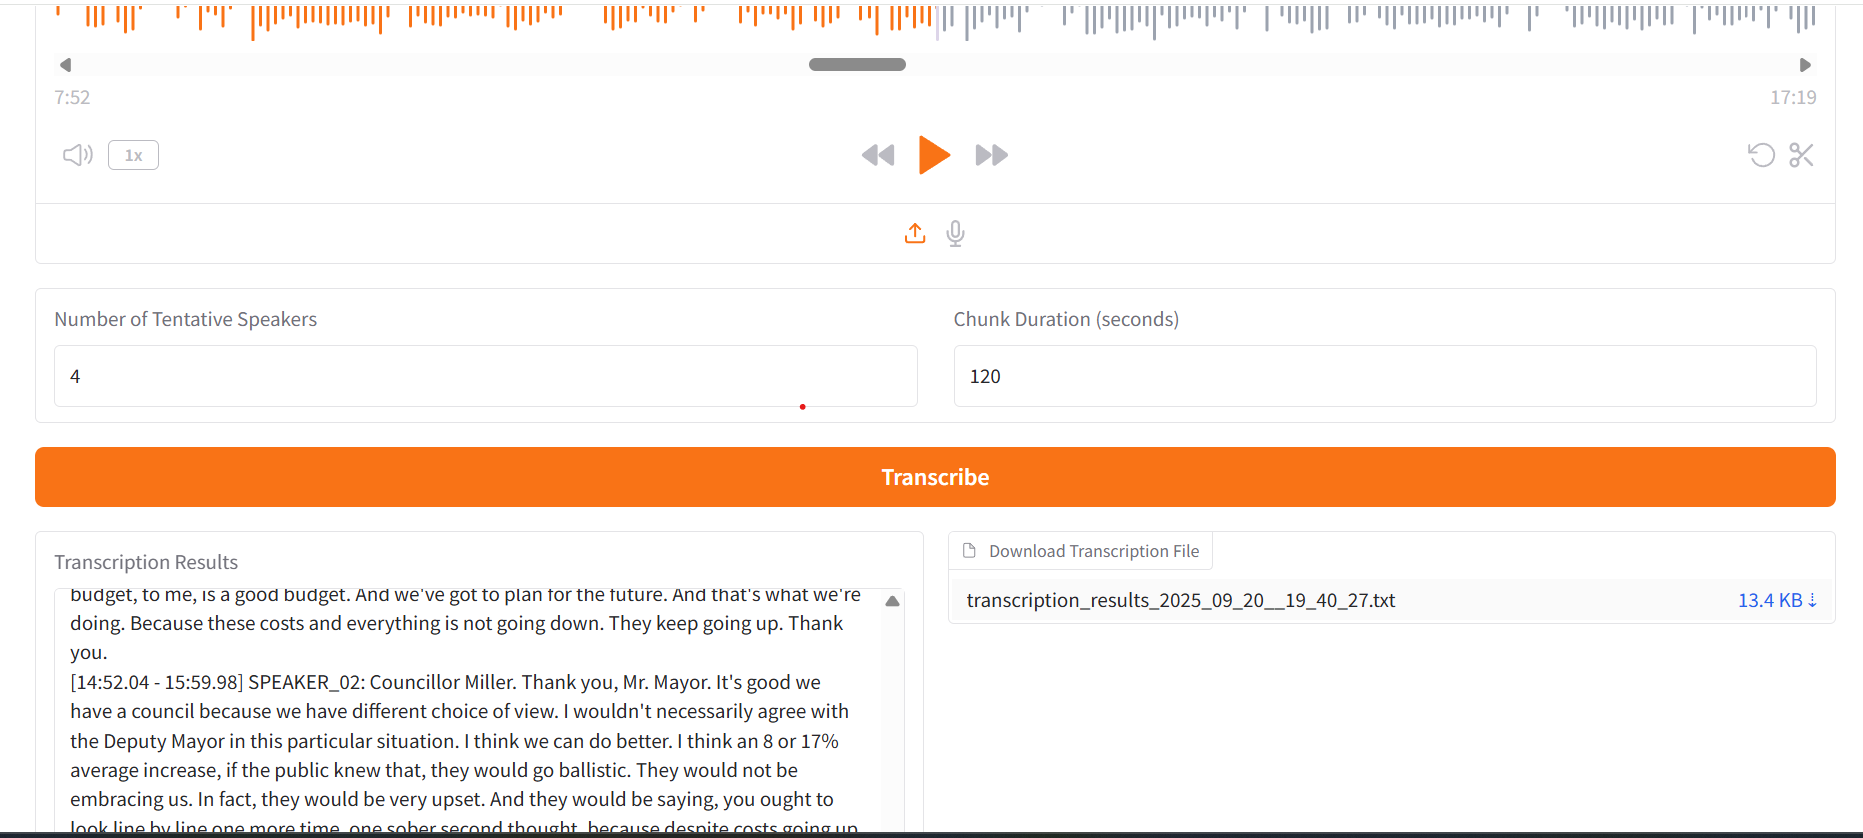 7:52
17:19
1x
Number of Tentative Speakers
Chunk Duration (seconds)
4
120
Transcribe
Transcription Results
budget, to me, is a good budget. And we've got to plan for the future. And that's what we're
doing. Because these costs and everything is not going down. They keep going up. Thank
you.
[14:52.04 - 15:59.98] SPEAKER_02: Councillor Miller. Thank you, Mr. Mayor. It's good we
have a council because we have different choice of view. I wouldn't necessarily agree with
the Deputy Mayor in this particular situation. I think we can do better. I think an 8 or 17%
average increase, if the public knew that, they would go ballistic. They would not be
embracing us. In fact, they would be very upset. And they would be saying, you ought to
look line by line one more time, one sober second thought, because despite costs going up
Download Transcription File
transcription_results_2025_09_20__19_40_27.txt
13.4 KB ⇣